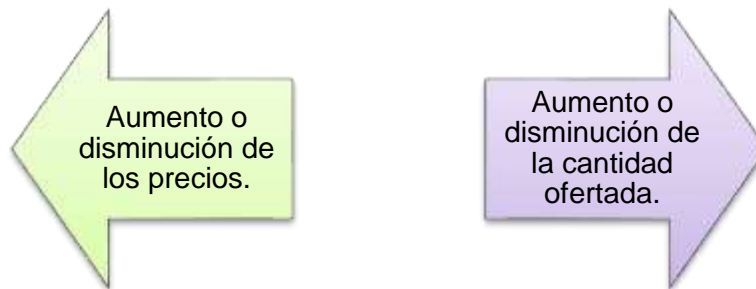 Aumento o
disminución de
los precios.
Aumento o
disminución de
la cantidad
ofertada.